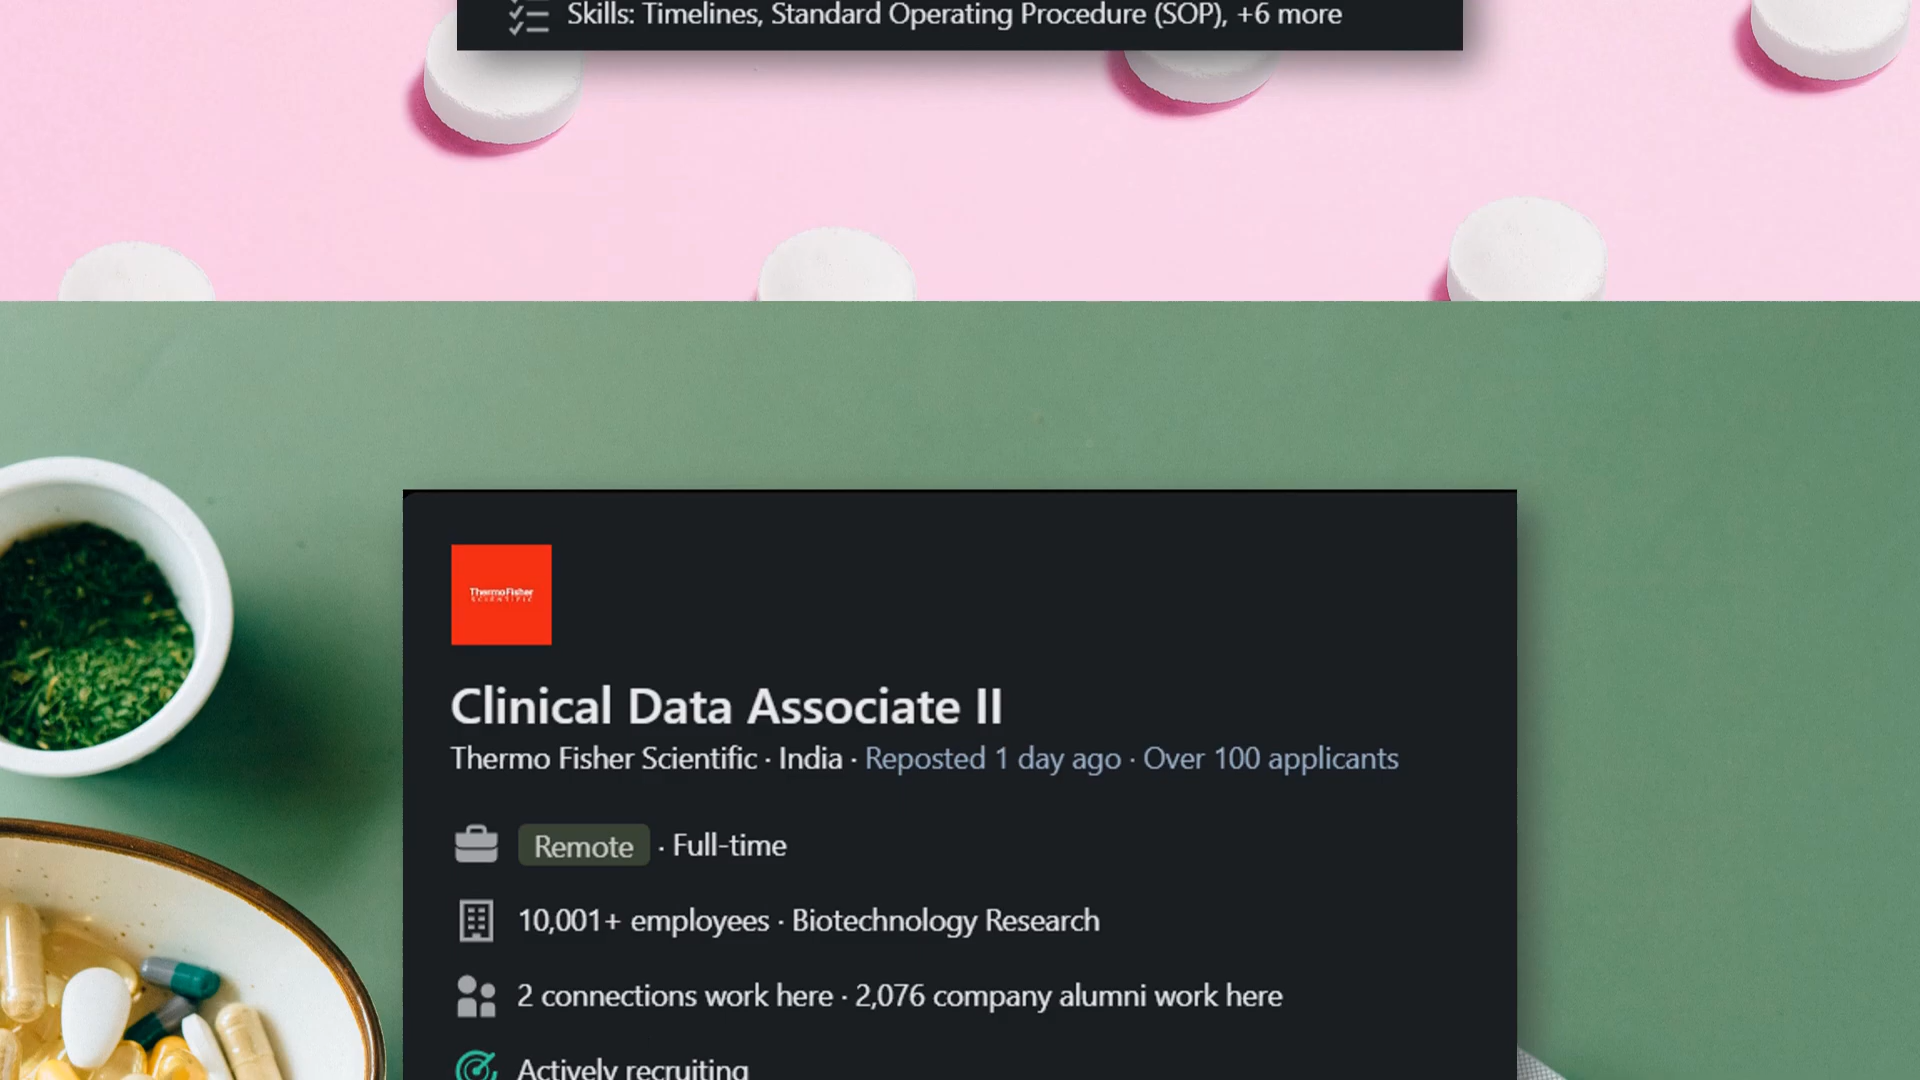 Skills: Timelines, Standard Operating Procedure (SOP), +6 more
ThermoFisher
SCIENTIFIC
Clinical Data Associate II
Thermo Fisher Scientific · India · Reposted 1 day ago · Over 100 applicants
Remote · Full-time
10,001+ employees · Biotechnology Research
2 connections work here · 2,076 company alumni work here
Actively recruiting